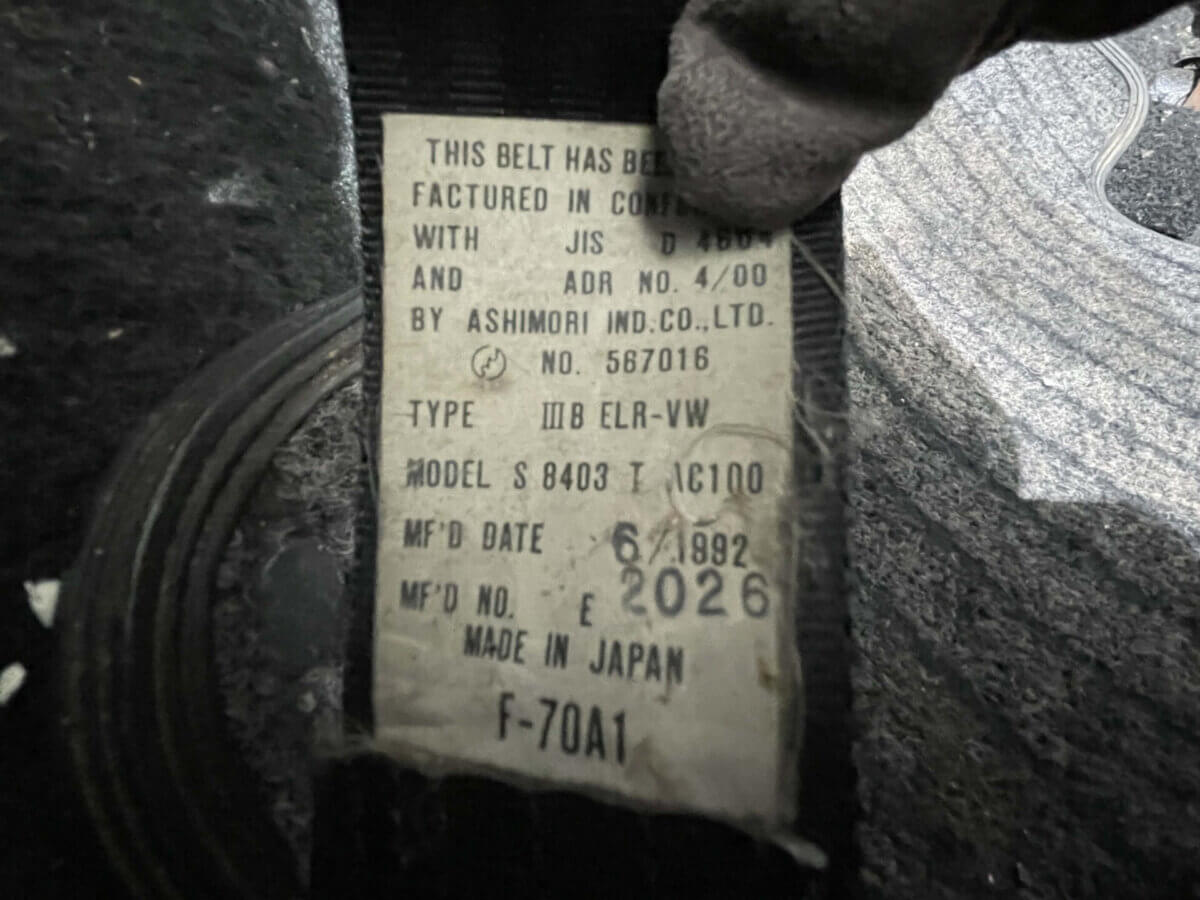 THIS BELT HAS
FACTURED IN
WITH JIS D
AND ADR NO. 4/00
BY ASHIMORI IND.CO.,LTD.
NO. 567016
TYPE IIIB ELR-VW
MODEL S 8403 T AC100
MF'D DATE 6/1992
MF'D NO. E 2026
MADE IN JAPAN
F-70A1